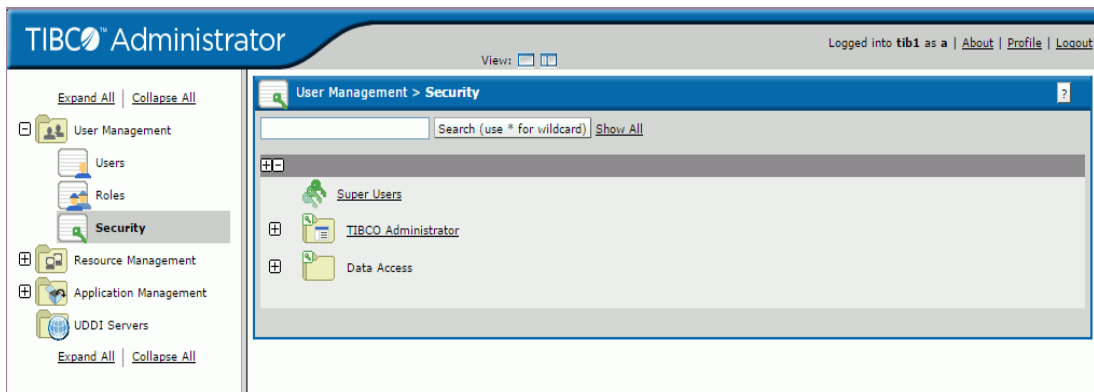 TIBCO™ Administrator
View:
Logged into tib1 as a | About | Profile | Logout
Expand All | Collapse All
User Management
Users
Roles
Security
Resource Management
Application Management
UDDI Servers
Expand All | Collapse All
User Management > Security
?
Search (use * for wildcard) Show All
Super Users
TIBCO Administrator
Data Access